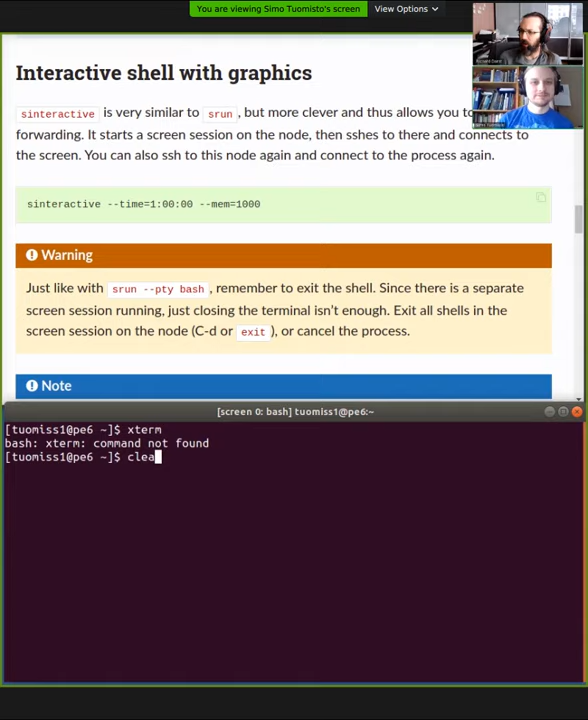 You are viewing Simo Tuomisto's screen
View Options
Interactive shell with graphics
sinteractive is very similar to srun, but more clever and thus allows you to
forwarding. It starts a screen session on the node, then sshes to there and connects to
the screen. You can also ssh to this node again and connect to the process again.
sinteractive --time=1:00:00 --mem=1000
Warning
Just like with srun --pty bash, remember to exit the shell. Since there is a separate
screen session running, just closing the terminal isn't enough. Exit all shells in the
screen session on the node (C-d or exit), or cancel the process.
Note
[screen 0: bash] tuomiss1@pe6:~
[tuomiss1@pe6 ~]$ xterm
bash: xterm: command not found
[tuomiss1@pe6 ~]$ clea